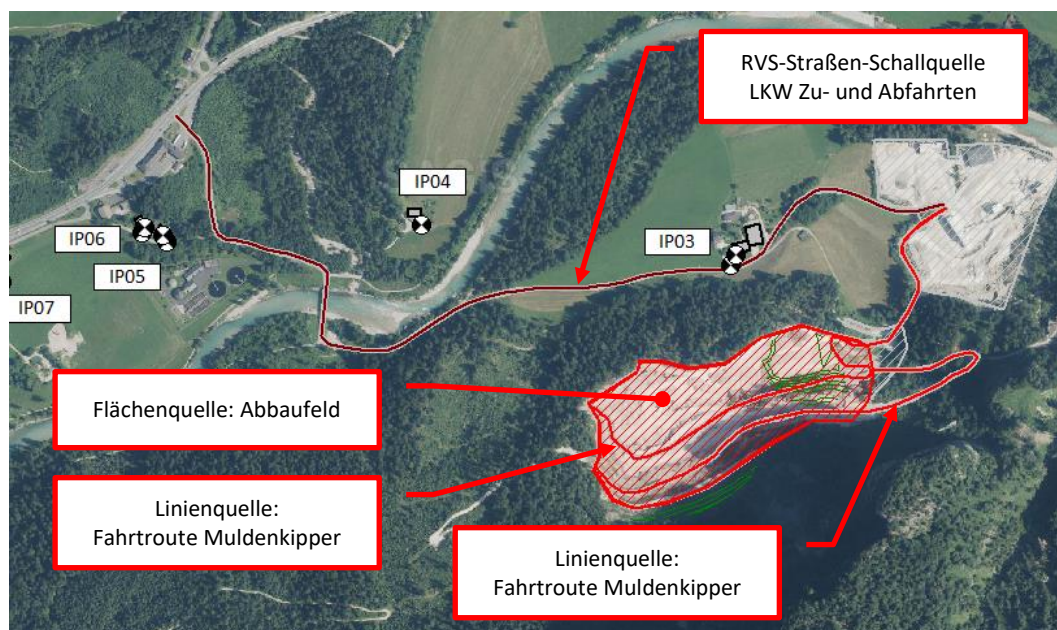 RVS-Straßen-Schallquelle
LKW Zu- und Abfahrten
IP04
IP03
IP06
IP05
IP07
Flächenquelle: Abbaufeld
Linienquelle:
Fahrtroute Muldenkipper
Linienquelle:
Fahrtroute Muldenkipper